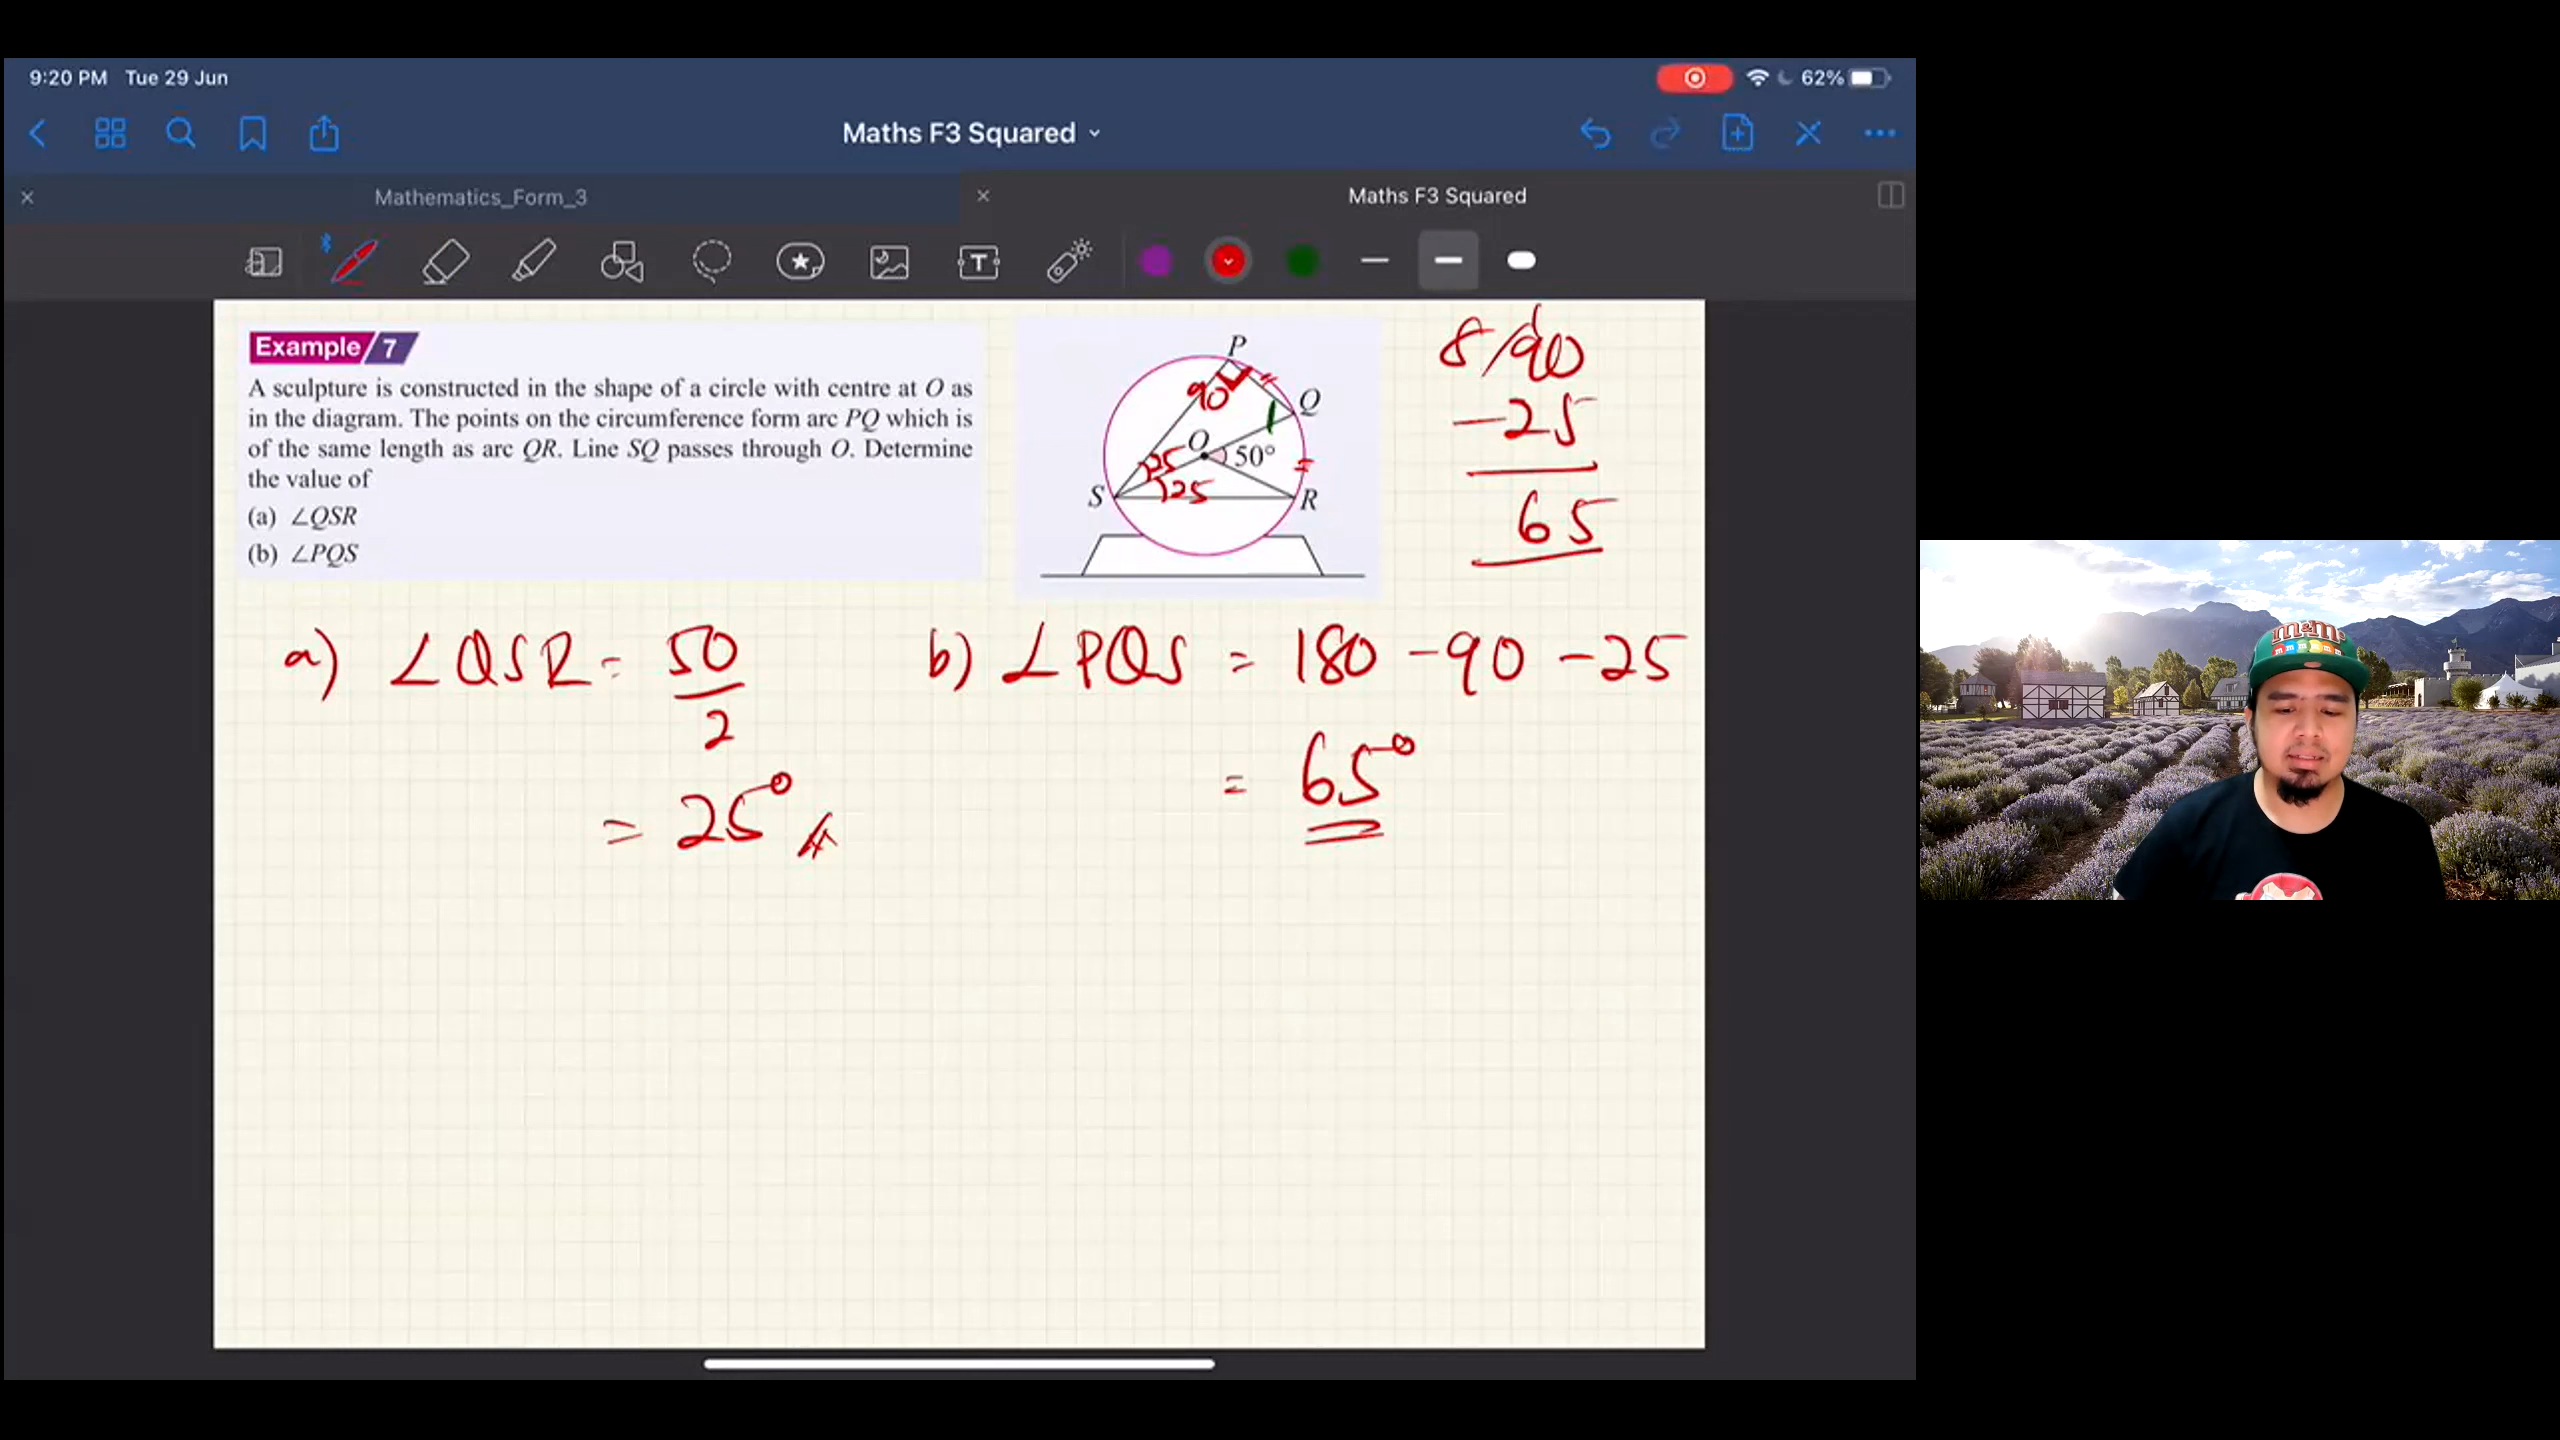 9:20 PM Tue 29 Jun
62%
Maths F3 Squared
Mathematics_Form_3
Maths F3 Squared
T
Example 7
A sculpture is constructed in the shape of a circle with centre at O as
in the diagram. The points on the circumference form arc PQ which is
of the same length as arc QR. Line SQ passes through O. Determine
the value of
(a) ∠QSR
(b) ∠PQS
P
90
Q
O
50°
25
25
S
R
8/90
-25
65
a) ∠QSR = 50
2
= 25°
b) ∠PQS = 180 - 90 - 25
= 65°
m&m's